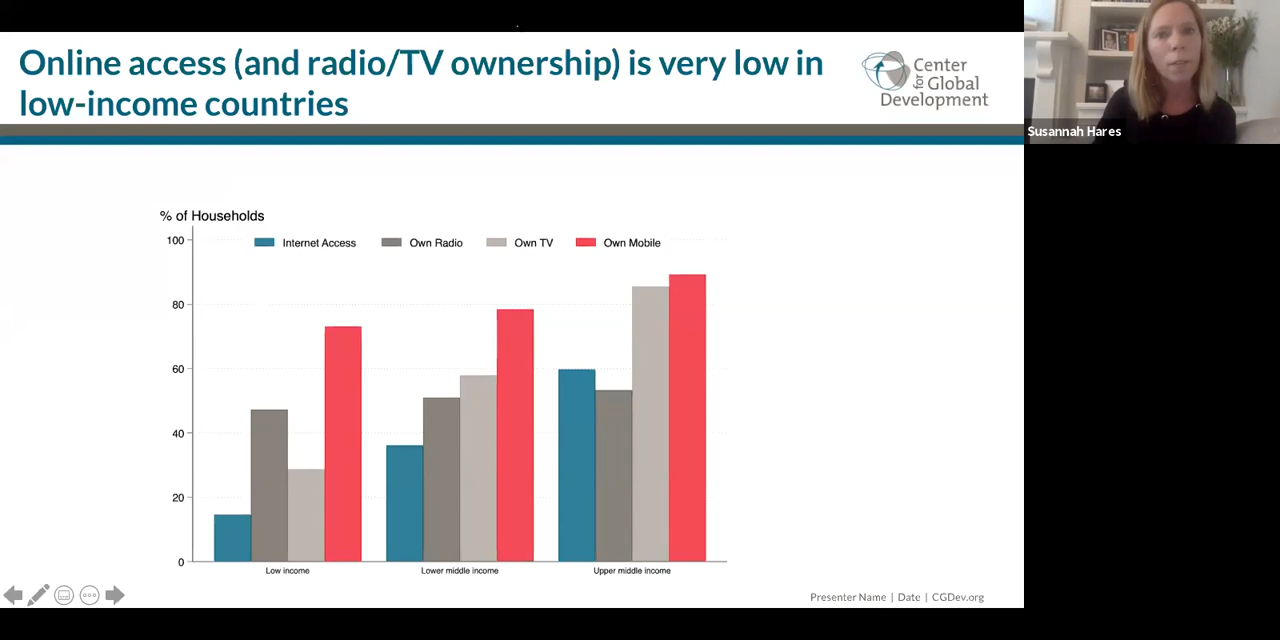 Online access (and radio/TV ownership) is very low in
low-income countries
Center
for Global
Development
Susannah Hares
% of Households
Internet Access
Own Radio
Own TV
Own Mobile
100
80
60
40
20
0
Low income
Lower middle income
Upper middle income
Presenter Name | Date | CGDev.org